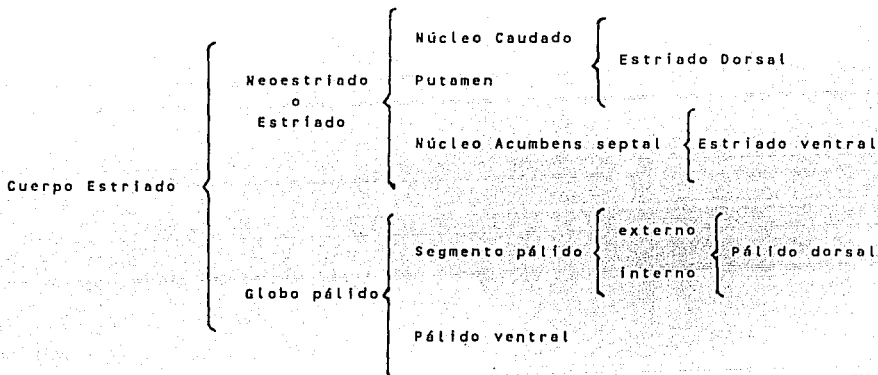 Núcleo Caudado
Estriado Dorsal
Neoestriado
o
Estriado
Putamen
Núcleo Acumbens septal
Estriado ventral
Cuerpo Estriado
externo
Segmento pálido
Pálido dorsal
interno
Globo pálido
Pálido ventral